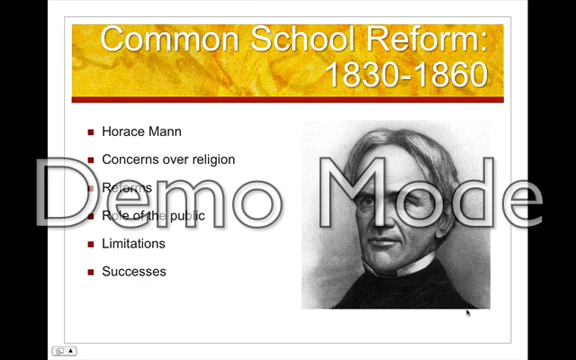 Common School Reform:
1830-1860
Horace Mann
Concerns over religion
Reforms
Role of the public
Limitations
Successes
Demo Mode